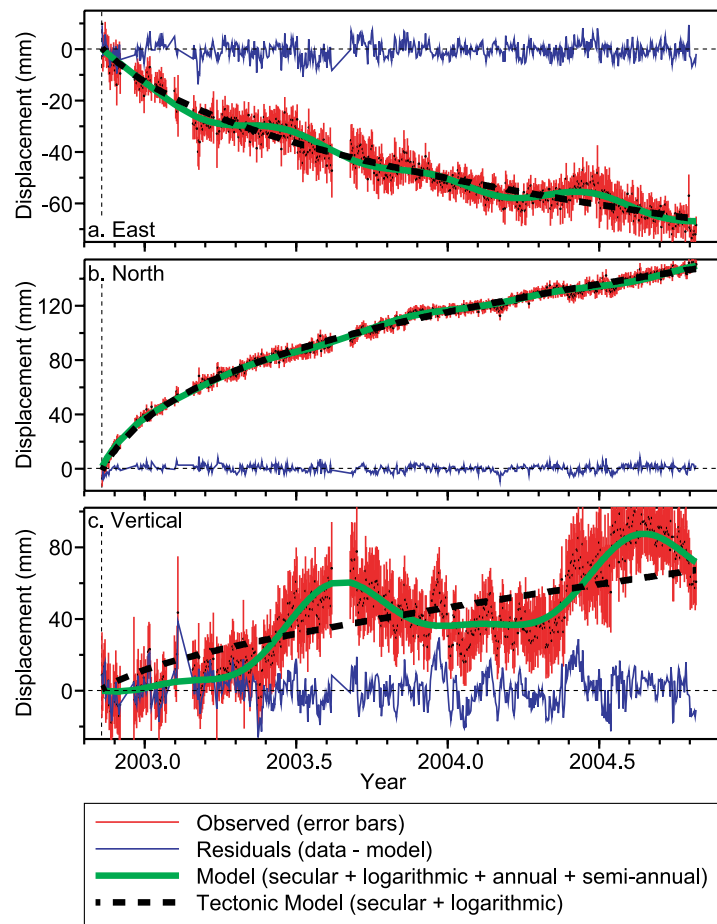 0
-20
-40
-60
Displacement (mm)
a. East
b. North
120
80
40
0
Displacement (mm)
c. Vertical
80
40
0
Displacement (mm)
2003.0 2003.5 2004.0 2004.5
Year
Observed (error bars)
Residuals (data - model)
Model (secular + logarithmic + annual + semi-annual)
Tectonic Model (secular + logarithmic)